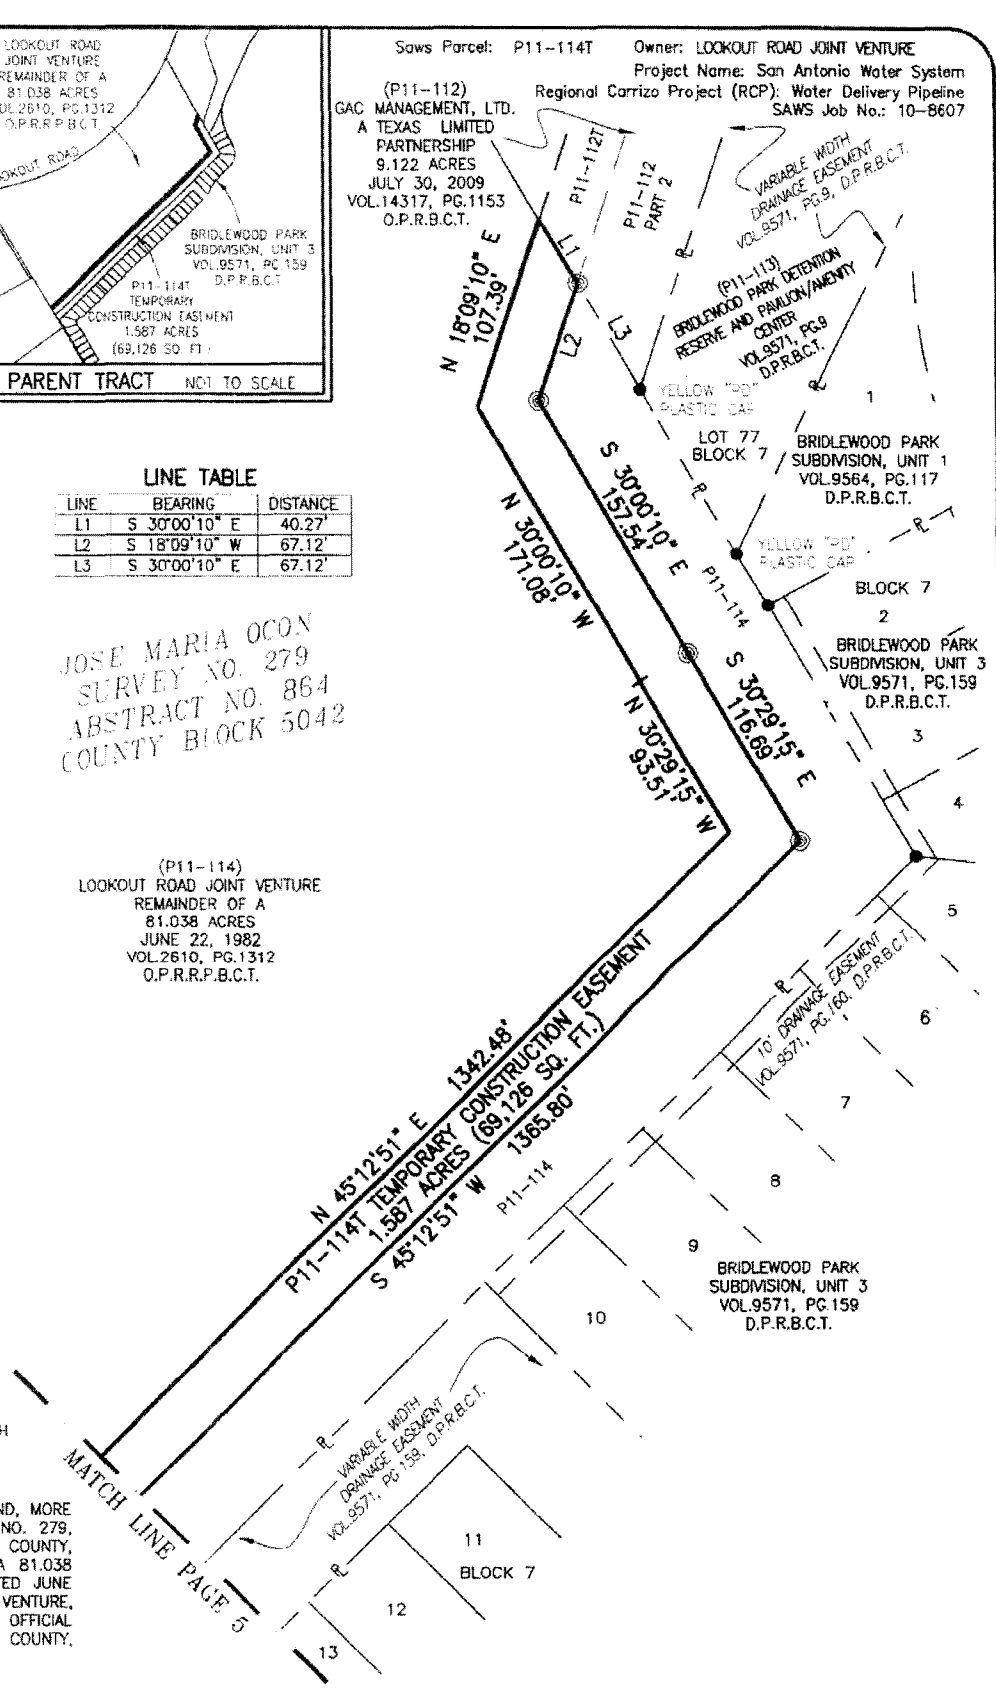 Saws Parcel: P11-114T
Owner: LOOKOUT ROAD JOINT VENTURE
Project Name: San Antonio Water System
Regional Carrizo Project (RCP): Water Delivery Pipeline
SAWS Job No.: 10-8607
LOOKOUT ROAD
JOINT VENTURE
REMAINDER OF A
81.038 ACRES
PG.1312
O.P.R.R.P.B.C.T.
ROAD
BRIDLEWOOD PARK
SUBDIVISION, UNIT 3
VOL.9571, PG.159
D.P.R.B.C.T.
P11-114T
TEMPORARY
CONSTRUCTION EASEMENT
1.587 ACRES
(69,126 SQ FT.)
PARENT TRACT NOT TO SCALE
(P11-112)
GAC MANAGEMENT, LTD.
A TEXAS LIMITED
PARTNERSHIP
9.122 ACRES
JULY 30, 2009
VOL.14317, PG.1153
O.P.R.B.C.T.
P11-112T
P11-112
PART 2
VARIABLE WIDTH
DRAINAGE EASEMENT
VOL.9571, PG.9, D.P.R.B.C.T.
(P11-113)
BRIDLEWOOD PARK DETENTION
RESERVE AND PAVILION/AMENITY
CENTER
VOL.9571, PG.9
D.P.R.B.C.T.
N 18°09'10" E
107.39'
L1
L2
L3
YELLOW "PD"
PLASTIC CAP
LOT 77
BLOCK 7
1
BRIDLEWOOD PARK
SUBDIVISION, UNIT 1
VOL.9564, PG.117
D.P.R.B.C.T.
LINE TABLE
LINE BEARING DISTANCE
L1 S 30°00'10" E 40.27'
L2 S 18°09'10" W 67.12'
L3 S 30°00'10" E 67.12'
S 30°00'10" E
157.54'
N 30°00'10" W
171.08'
YELLOW "PD"
PLASTIC CAP
P11-114
BLOCK 7
2
BRIDLEWOOD PARK
SUBDIVISION, UNIT 3
VOL.9571, PG.159
D.P.R.B.C.T.
JOSE MARIA OCON
SURVEY NO. 279
ABSTRACT NO. 864
COUNTY BLOCK 5042
S 30°29'15" E
116.69'
N 30°29'15" W
93.51'
3
4
5
6
7
8
9
10
(P11-114)
LOOKOUT ROAD JOINT VENTURE
REMAINDER OF A
81.038 ACRES
JUNE 22, 1982
VOL.2610, PG.1312
O.P.R.R.P.B.C.T.
10' DRAINAGE EASEMENT
VOL.9571, PG.160, D.P.R.B.C.T.
N 45°12'51" E 1342.48'
P11-114T TEMPORARY CONSTRUCTION EASEMENT
1.587 ACRES (69,126 SQ. FT.)
S 45°12'51" W 1365.80'
P11-114
BRIDLEWOOD PARK
SUBDIVISION, UNIT 3
VOL.9571, PG.159
D.P.R.B.C.T.
VARIABLE WIDTH
DRAINAGE EASEMENT
VOL.9571, PG.159, D.P.R.B.C.T.
MATCH LINE PAGE 5
11
BLOCK 7
12
13
H
ND, MORE
NO. 279,
COUNTY,
A 81.038
TED JUNE
VENTURE,
OFFICIAL
COUNTY,